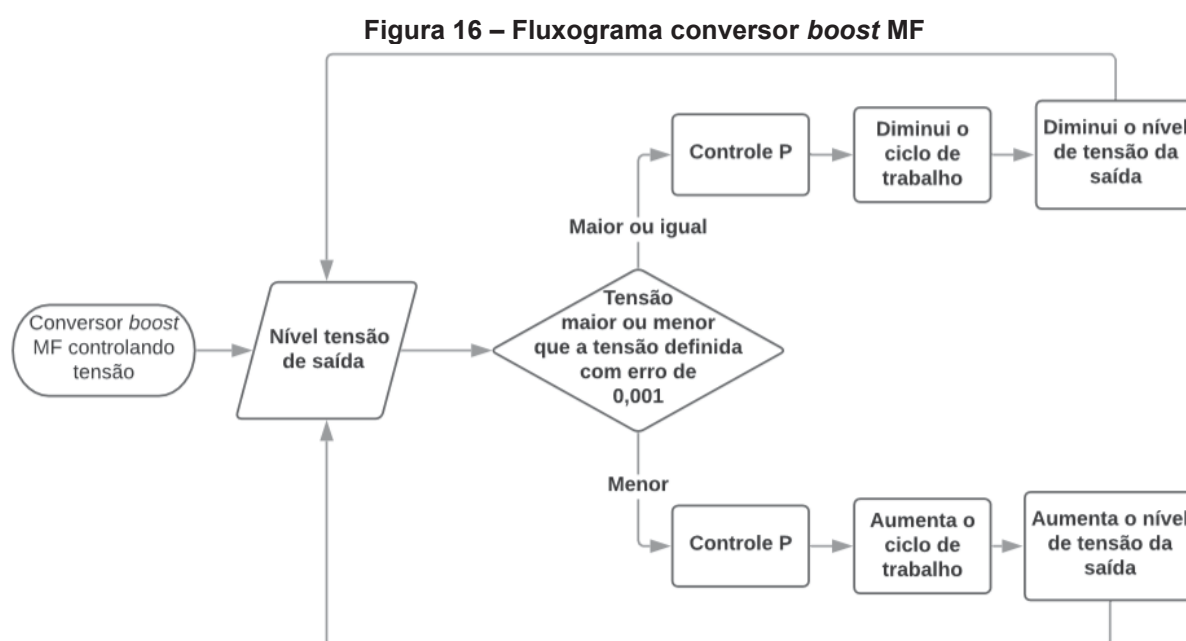 Figura 16 – Fluxograma conversor boost MF
Controle P
Diminui o
ciclo de
trabalho
Diminui o nível
de tensão da
saída
Maior ou igual
Conversor boost
MF controlando
tensão
Nível tensão
de saída
Tensão
maior ou menor
que a tensão definida
com erro de
0,001
Menor
Controle P
Aumenta o
ciclo de
trabalho
Aumenta o nível
de tensão da
saída